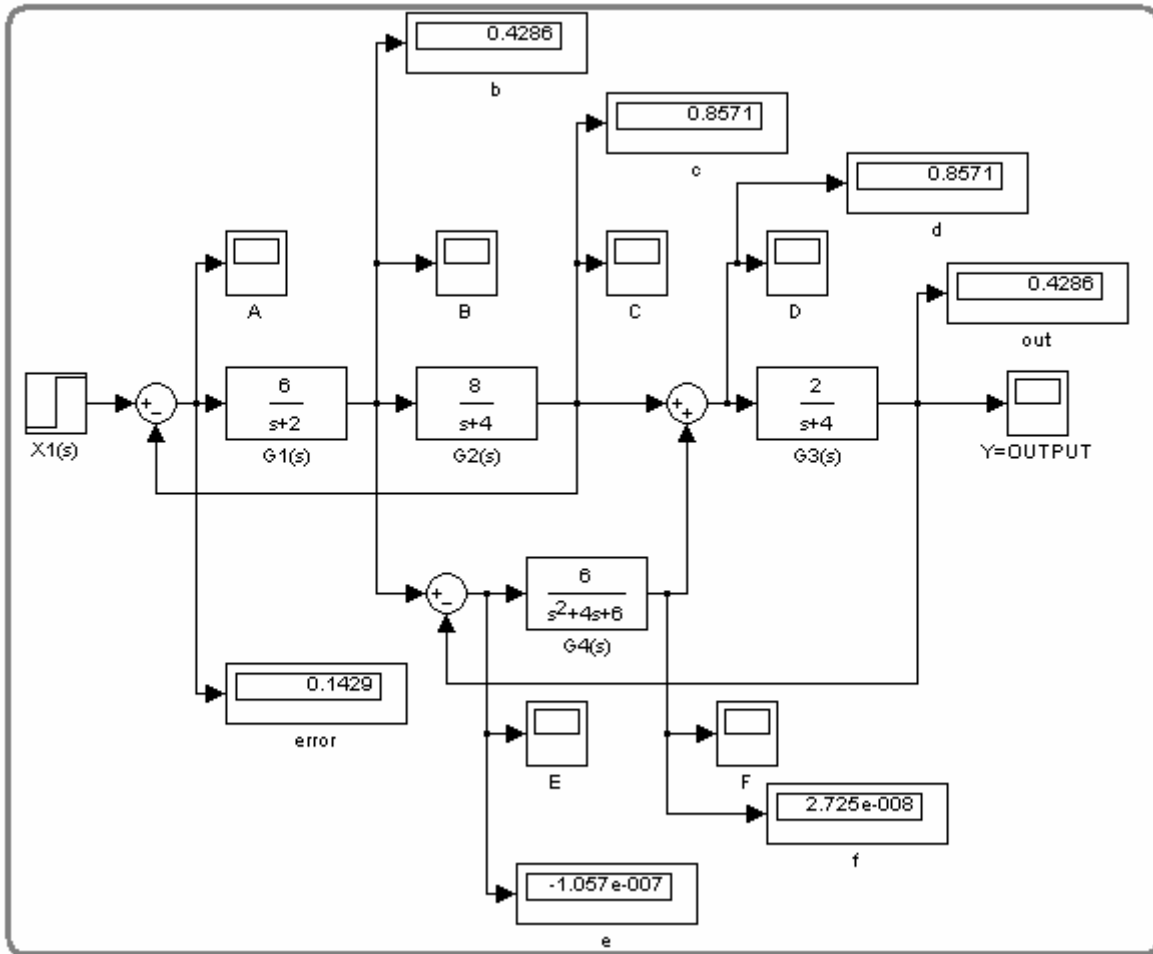 0.4286
b
0.8571
c
0.8571
d
A
B
C
D
0.4286
out
X1(s)
+
−
6
s+2
G1(s)
8
s+4
G2(s)
+
+
2
s+4
G3(s)
Y=OUTPUT
+
−
6
s²+4s+6
G4(s)
0.1429
error
E
F
2.725e-008
f
-1.057e-007
e